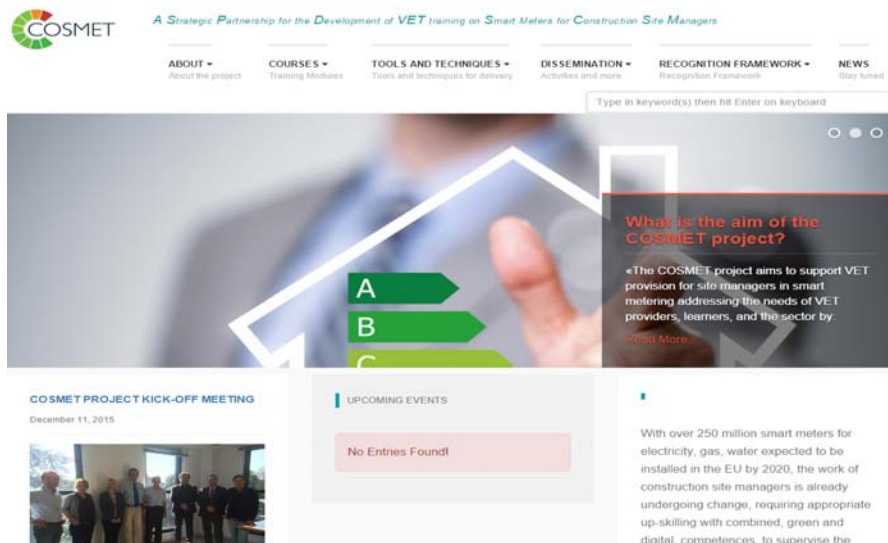 COSMET
A Strategic Partnership for the Development of VET training on Smart Meters for Construction Site Managers
ABOUT
About the project
COURSES
Training Modules
TOOLS AND TECHNIQUES
Tools and techniques for delivery
DISSEMINATION
Activities and more
RECOGNITION FRAMEWORK
Recognition Framework
NEWS
Stay tuned
Type in keyword(s) then hit Enter on keyboard
A
B
C
What is the aim of the
COSMET project?
«The COSMET project aims to support VET
provision for site managers in smart
metering addressing the needs of VET
providers, learners, and the sector by:
Read More...
COSMET PROJECT KICK-OFF MEETING
December 11, 2015
UPCOMING EVENTS
No Entries Found!
With over 250 million smart meters for
electricity, gas, water expected to be
installed in the EU by 2020, the work of
construction site managers is already
undergoing change, requiring appropriate
up-skilling with combined, green and
digital, competences, to supervise the